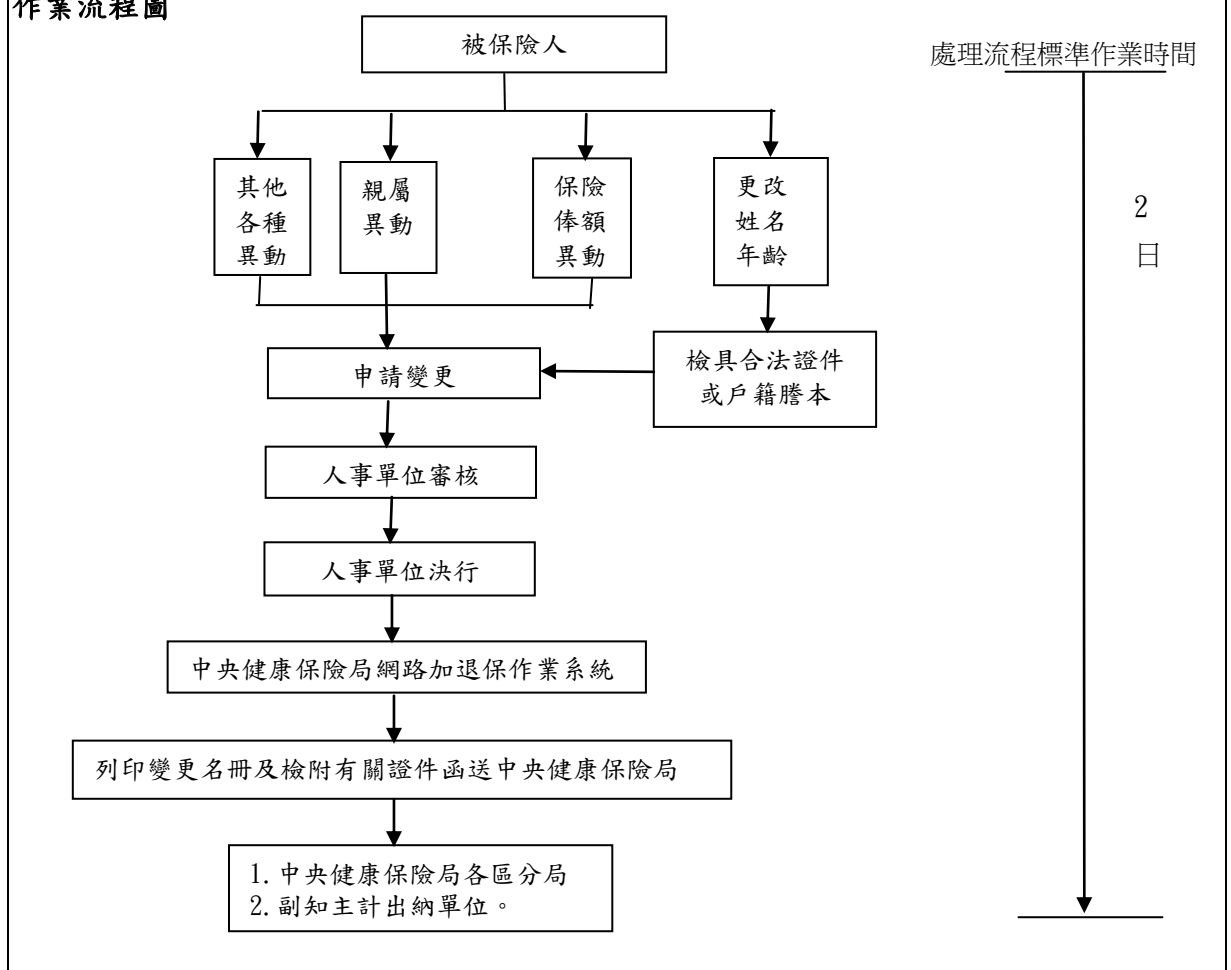 作業流程圖
被保險人
處理流程標準作業時間
其他
各種
異動
親屬
異動
保險
俸額
異動
更改
姓名
年齡
2
日
檢具合法證件
或戶籍謄本
申請變更
人事單位審核
人事單位決行
中央健康保險局網路加退保作業系統
列印變更名冊及檢附有關證件函送中央健康保險局
1.中央健康保險局各區分局
2.副知主計出納單位。